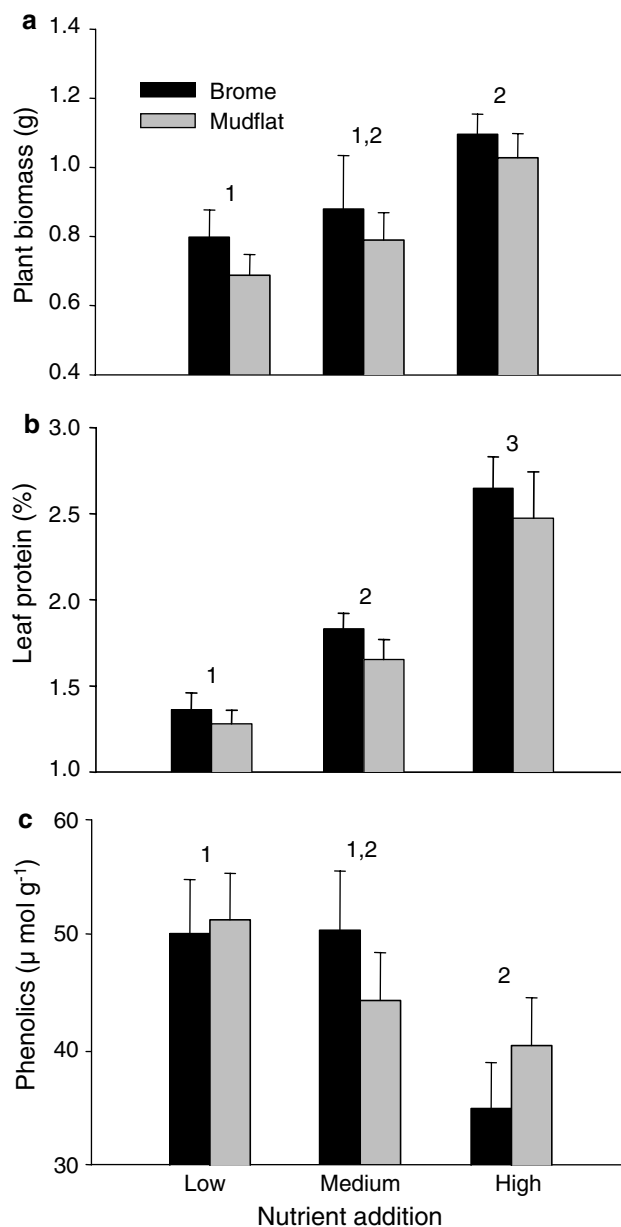 a
1.4
1.2
1.0
0.8
0.6
0.4
Plant biomass (g)
Brome
Mudflat
1
1,2
2
b
3.0
2.5
2.0
1.5
1.0
Leaf protein (%)
1
2
3
c
60
50
40
30
Phenolics (μ mol g⁻¹)
1
1,2
2
Low Medium High
Nutrient addition